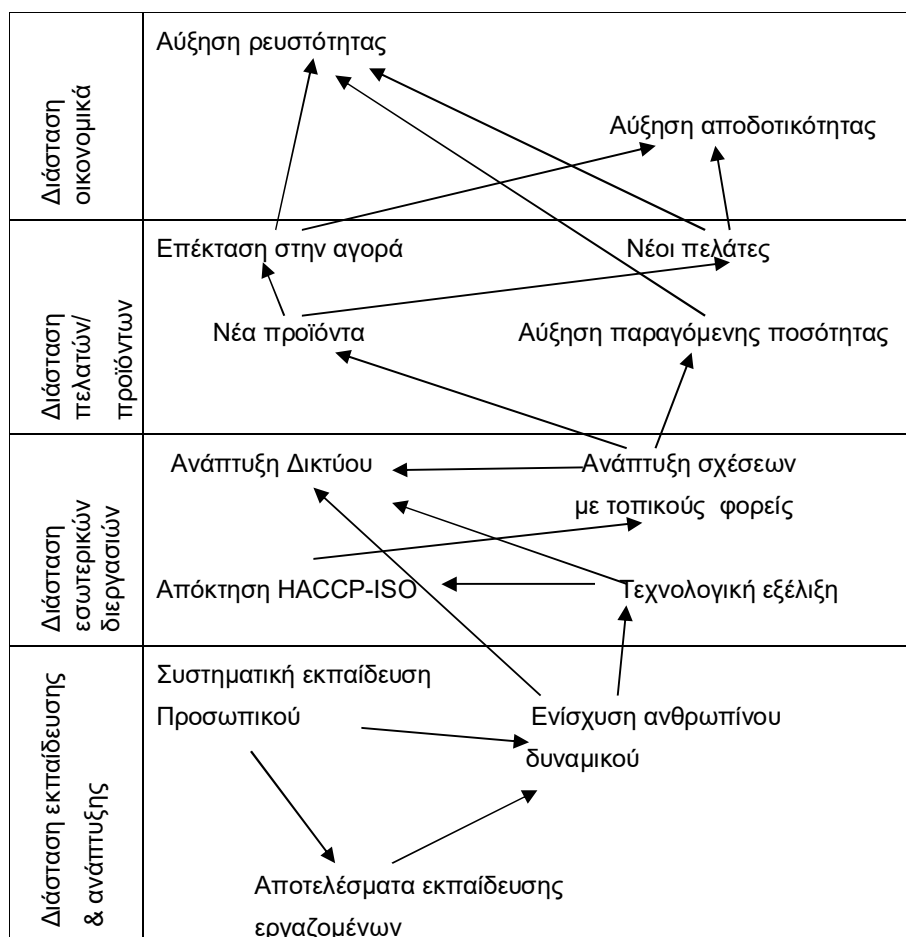 Διάσταση
οικονομικά
Αύξηση ρευστότητας
Αύξηση αποδοτικότητας
Διάσταση
πελατών/
προϊόντων
Επέκταση στην αγορά
Νέοι πελάτες
Νέα προϊόντα
Αύξηση παραγόμενης ποσότητας
Διάσταση
εσωτερικών
διεργασιών
Ανάπτυξη Δικτύου
Ανάπτυξη σχέσεων
με τοπικούς φορείς
Απόκτηση HACCP-ISO
Τεχνολογική εξέλιξη
Διάσταση εκπαίδευσης
& ανάπτυξης
Συστηματική εκπαίδευση
Προσωπικού
Ενίσχυση ανθρωπίνου
δυναμικού
Αποτελέσματα εκπαίδευσης
εργαζομένων